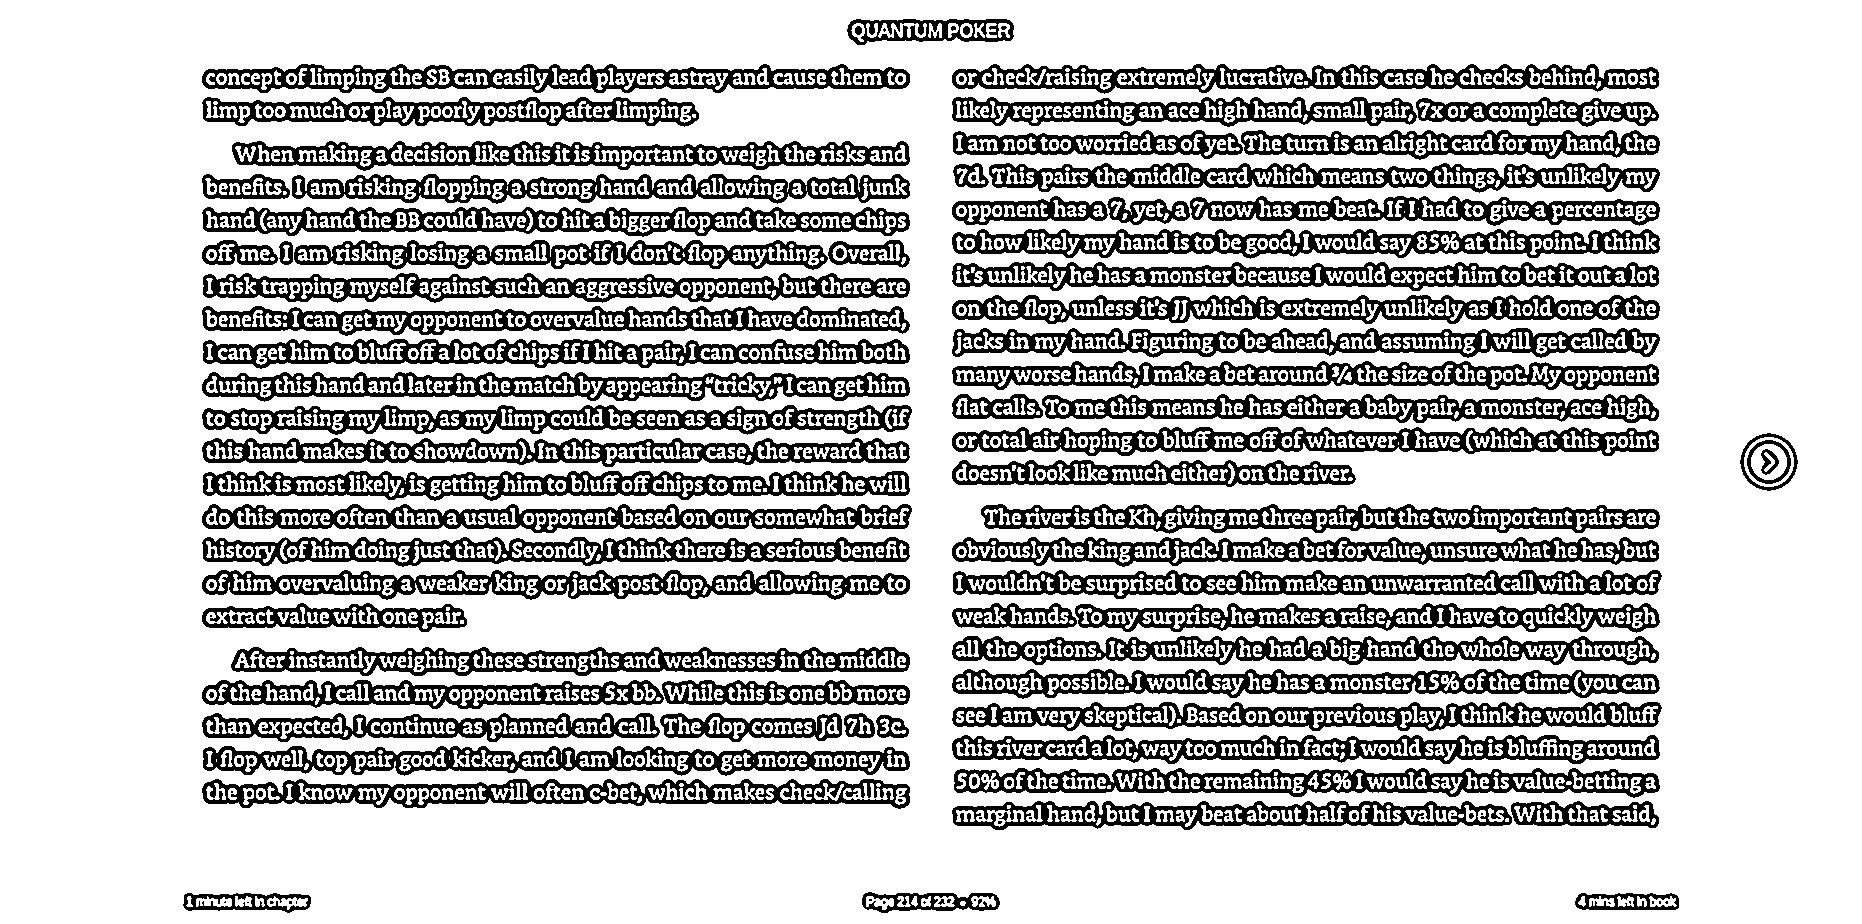 QUANTUM POKER
concept of limping the SB can easily lead players astray and cause them to
limp too much or play poorly postflop after limping.
When making a decision like this it is important to weigh the risks and
benefits. I am risking flopping a strong hand and allowing a total junk
hand (any hand the BB could have) to hit a bigger flop and take some chips
off me. I am risking losing a small pot if I don't flop anything. Overall,
I risk trapping myself against such an aggressive opponent, but there are
benefits: I can get my opponent to overvalue hands that I have dominated,
I can get him to bluff off a lot of chips if I hit a pair, I can confuse him both
during this hand and later in the match by appearing “tricky,” I can get him
to stop raising my limp, as my limp could be seen as a sign of strength (if
this hand makes it to showdown). In this particular case, the reward that
I think is most likely, is getting him to bluff off chips to me. I think he will
do this more often than a usual opponent based on our somewhat brief
history (of him doing just that). Secondly, I think there is a serious benefit
of him overvaluing a weaker king or jack post flop, and allowing me to
extract value with one pair.
After instantly weighing these strengths and weaknesses in the middle
of the hand, I call and my opponent raises 5x bb. While this is one bb more
than expected, I continue as planned and call. The flop comes Jd 7h 3c.
I flop well, top pair good kicker, and I am looking to get more money in
the pot. I know my opponent will often c-bet, which makes check/calling
or check/raising extremely lucrative. In this case he checks behind, most
likely representing an ace high hand, small pair, 7x or a complete give up.
I am not too worried as of yet. The turn is an alright card for my hand, the
7d. This pairs the middle card which means two things, it's unlikely my
opponent has a 7, yet, a 7 now has me beat. If I had to give a percentage
to how likely my hand is to be good, I would say 85% at this point. I think
it's unlikely he has a monster because I would expect him to bet it out a lot
on the flop, unless it's JJ which is extremely unlikely as I hold one of the
jacks in my hand. Figuring to be ahead, and assuming I will get called by
many worse hands, I make a bet around ¾ the size of the pot. My opponent
flat calls. To me this means he has either a baby pair, a monster, ace high,
or total air hoping to bluff me off of whatever I have (which at this point
doesn't look like much either) on the river.
The river is the Kh, giving me three pair, but the two important pairs are
obviously the king and jack. I make a bet for value, unsure what he has, but
I wouldn't be surprised to see him make an unwarranted call with a lot of
weak hands. To my surprise, he makes a raise, and I have to quickly weigh
all the options. It is unlikely he had a big hand the whole way through,
although possible. I would say he has a monster 15% of the time (you can
see I am very skeptical). Based on our previous play, I think he would bluff
this river card a lot, way too much in fact; I would say he is bluffing around
50% of the time. With the remaining 45% I would say he is value-betting a
marginal hand, but I may beat about half of his value-bets. With that said,
1 minute left in chapter
Page 214 of 232 • 92%
4 mins left in book